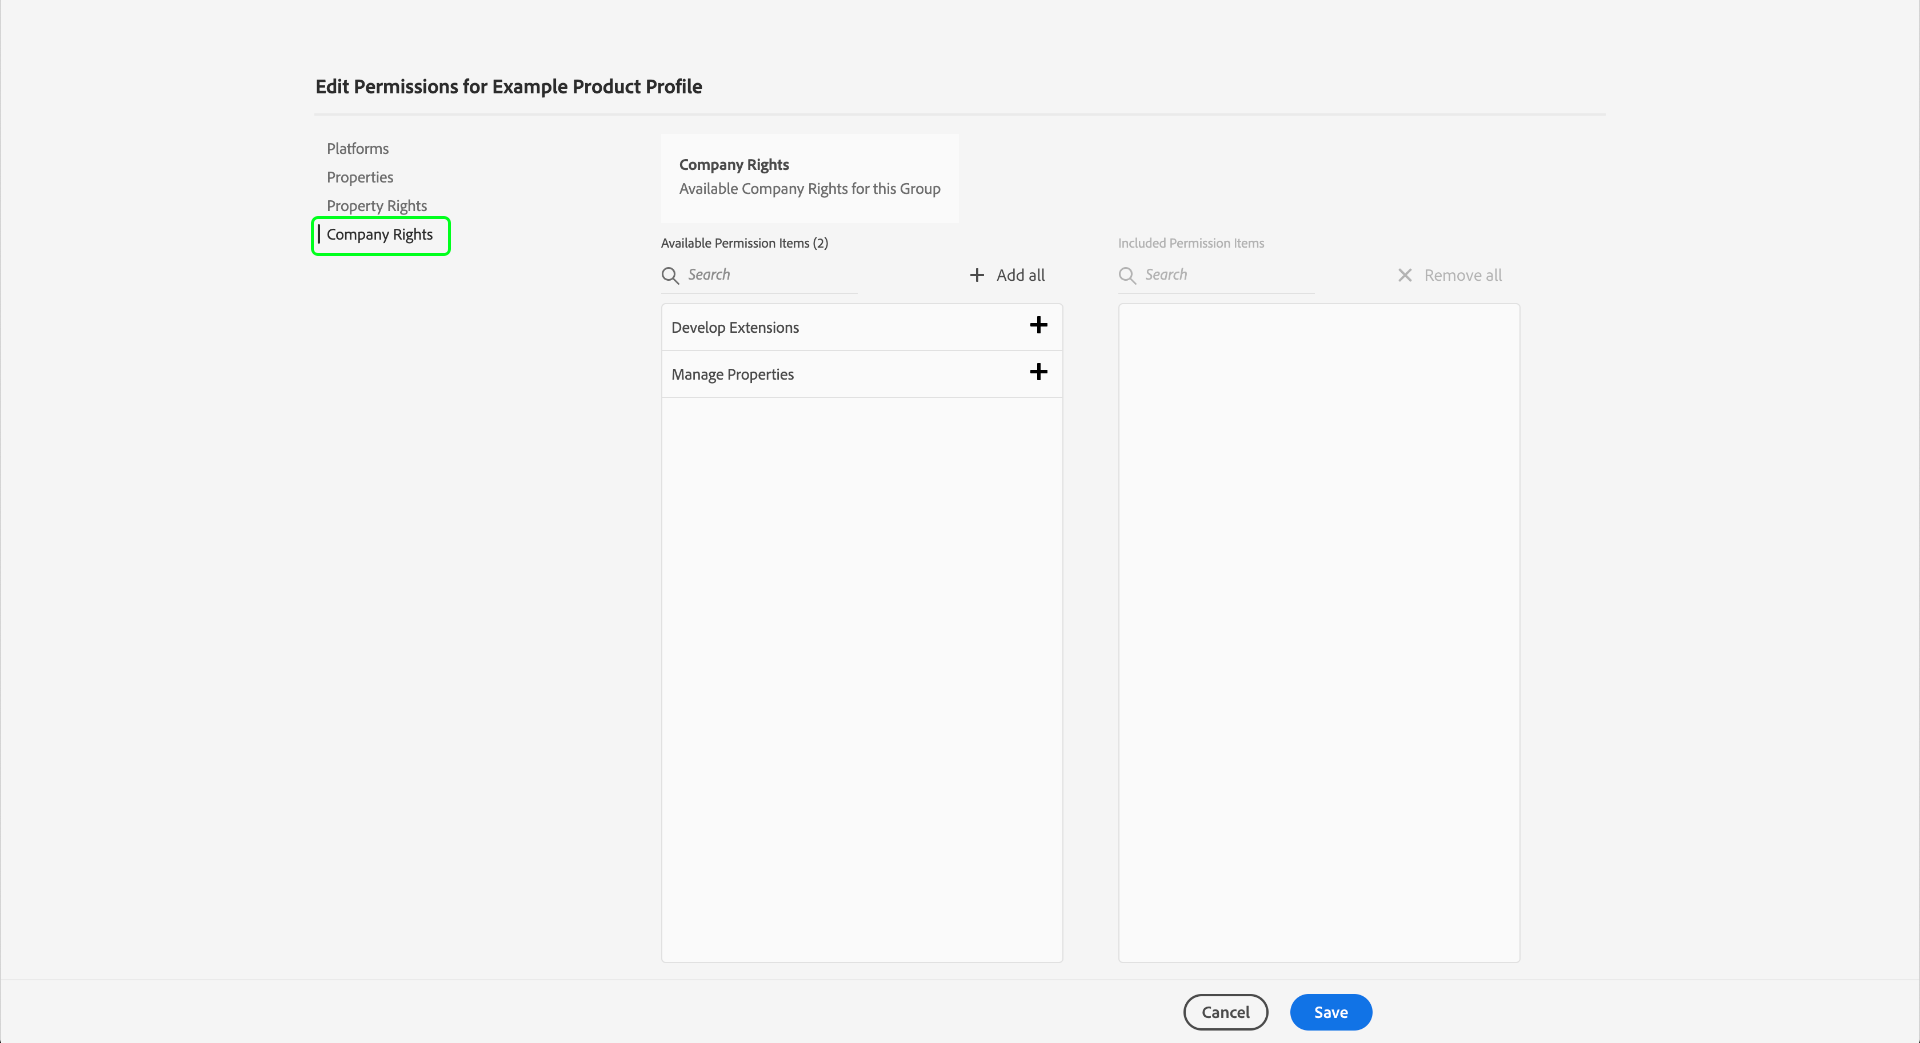 Edit Permissions for Example Product Profile
Platforms
Properties
Property Rights
Company Rights
Company Rights
Available Company Rights for this Group
Available Permission Items (2)
Search
Add all
Develop Extensions
Manage Properties
Included Permission Items
Search
Remove all
Cancel
Save